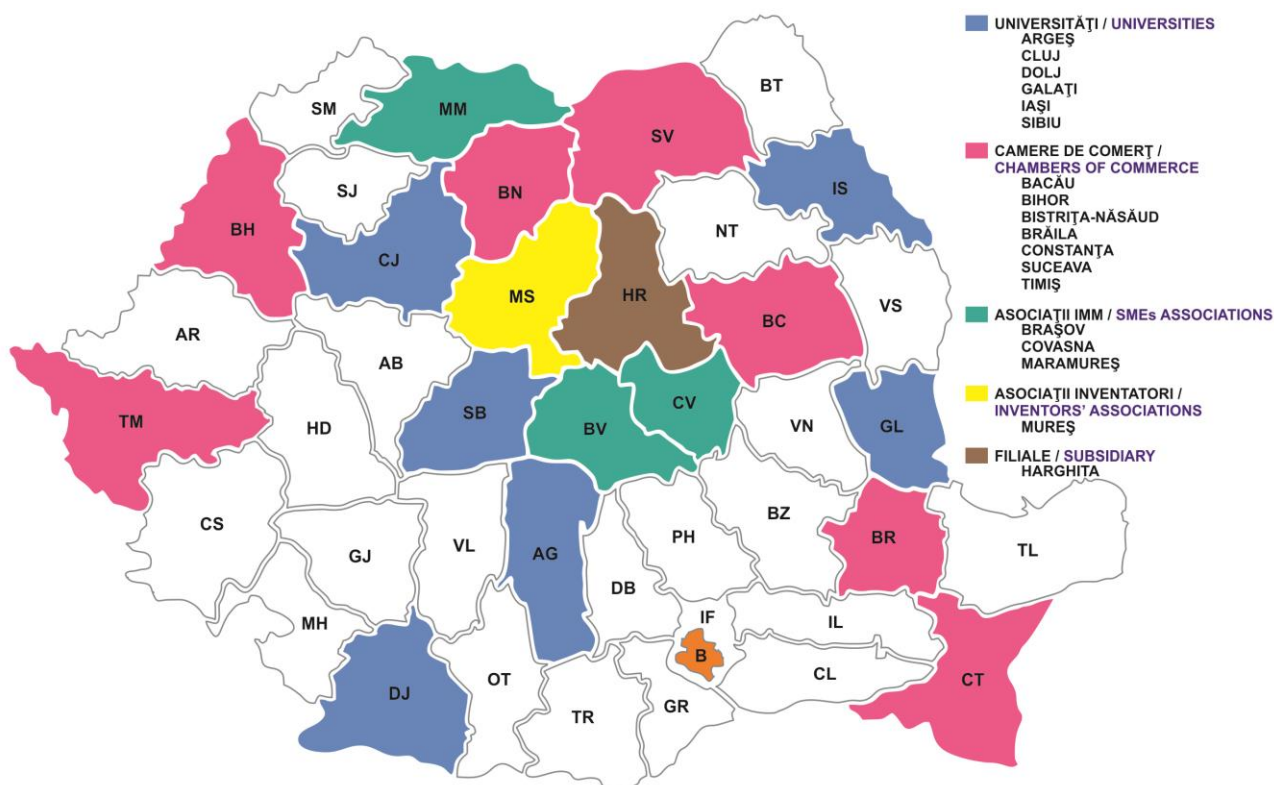 UNIVERSITĂŢI / UNIVERSITIES
ARGEŞ
CLUJ
DOLJ
GALAŢI
IAŞI
SIBIU
CAMERE DE COMERŢ /
CHAMBERS OF COMMERCE
BACĂU
BIHOR
BISTRIŢA-NĂSĂUD
BRĂILA
CONSTANŢA
SUCEAVA
TIMIŞ
ASOCIAŢII IMM / SMEs ASSOCIATIONS
BRAŞOV
COVASNA
MARAMUREŞ
ASOCIAŢII INVENTATORI /
INVENTORS' ASSOCIATIONS
MUREŞ
FILIALE / SUBSIDIARY
HARGHITA
BT
SM
MM
SV
SJ
BN
IS
BH
NT
CJ
MS
HR
BC
VS
AR
AB
TM
HD
SB
BV
CV
VN
GL
CS
GJ
VL
AG
PH
BZ
BR
TL
DB
MH
IF
IL
B
DJ
OT
CL
CT
TR
GR